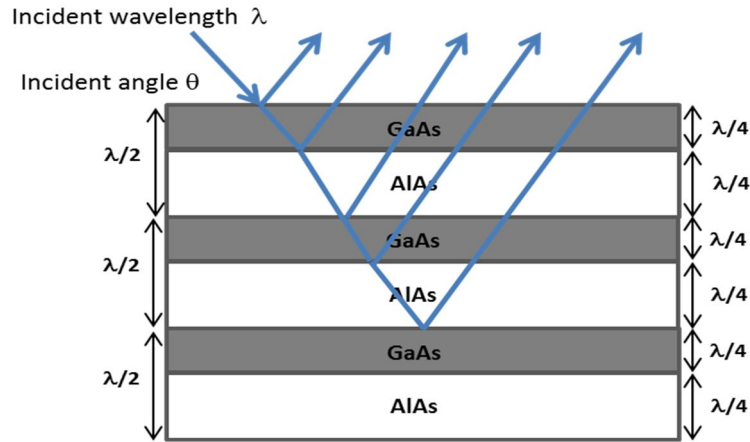 Incident wavelength λ
Incident angle θ
GaAs
λ/4
λ/2
AlAs
λ/4
GaAs
λ/4
λ/2
AlAs
λ/4
GaAs
λ/4
λ/2
AlAs
λ/4